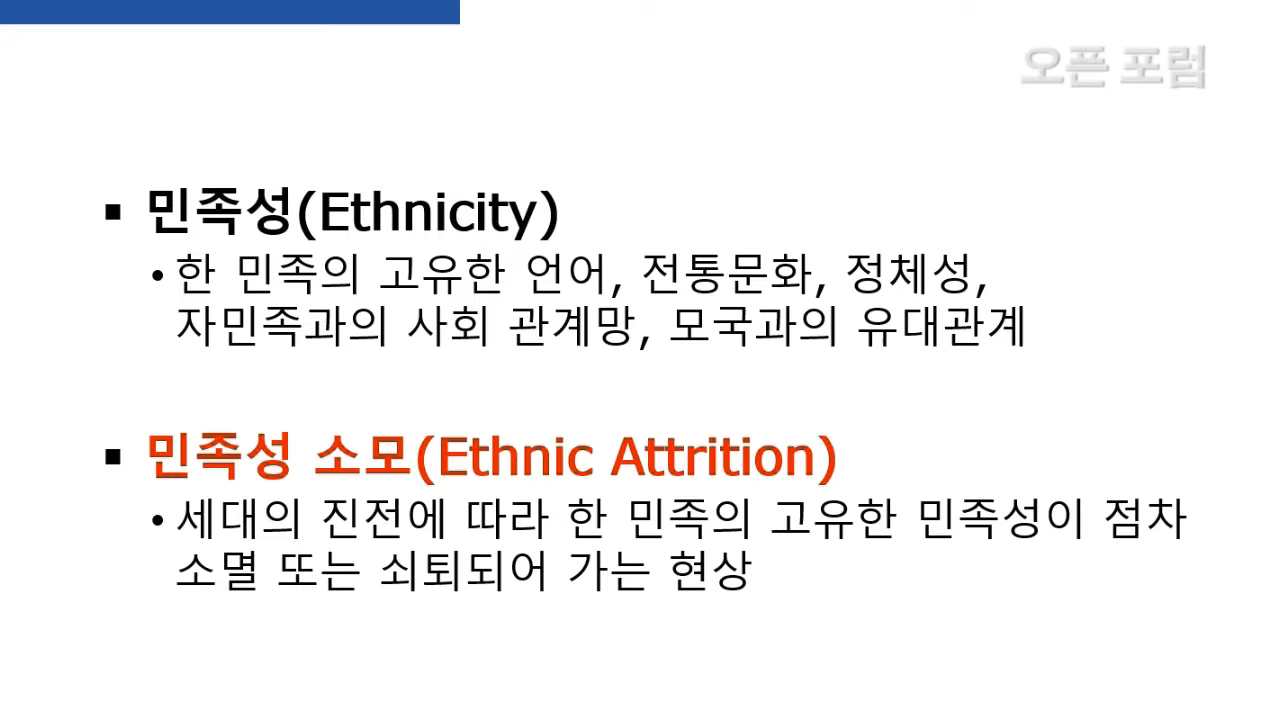 오픈 포럼
▪ 민족성(Ethnicity)
• 한 민족의 고유한 언어, 전통문화, 정체성,
자민족과의 사회 관계망, 모국과의 유대관계
▪ 민족성 소모(Ethnic Attrition)
• 세대의 진전에 따라 한 민족의 고유한 민족성이 점차
소멸 또는 쇠퇴되어 가는 현상